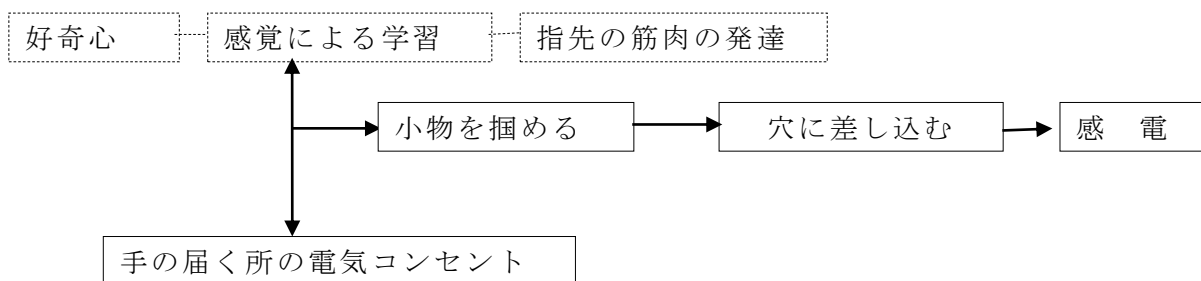 好奇心 感覚による学習 指先の筋肉の発達
小物を掴める 穴に差し込む 感　電
手の届く所の電気コンセント